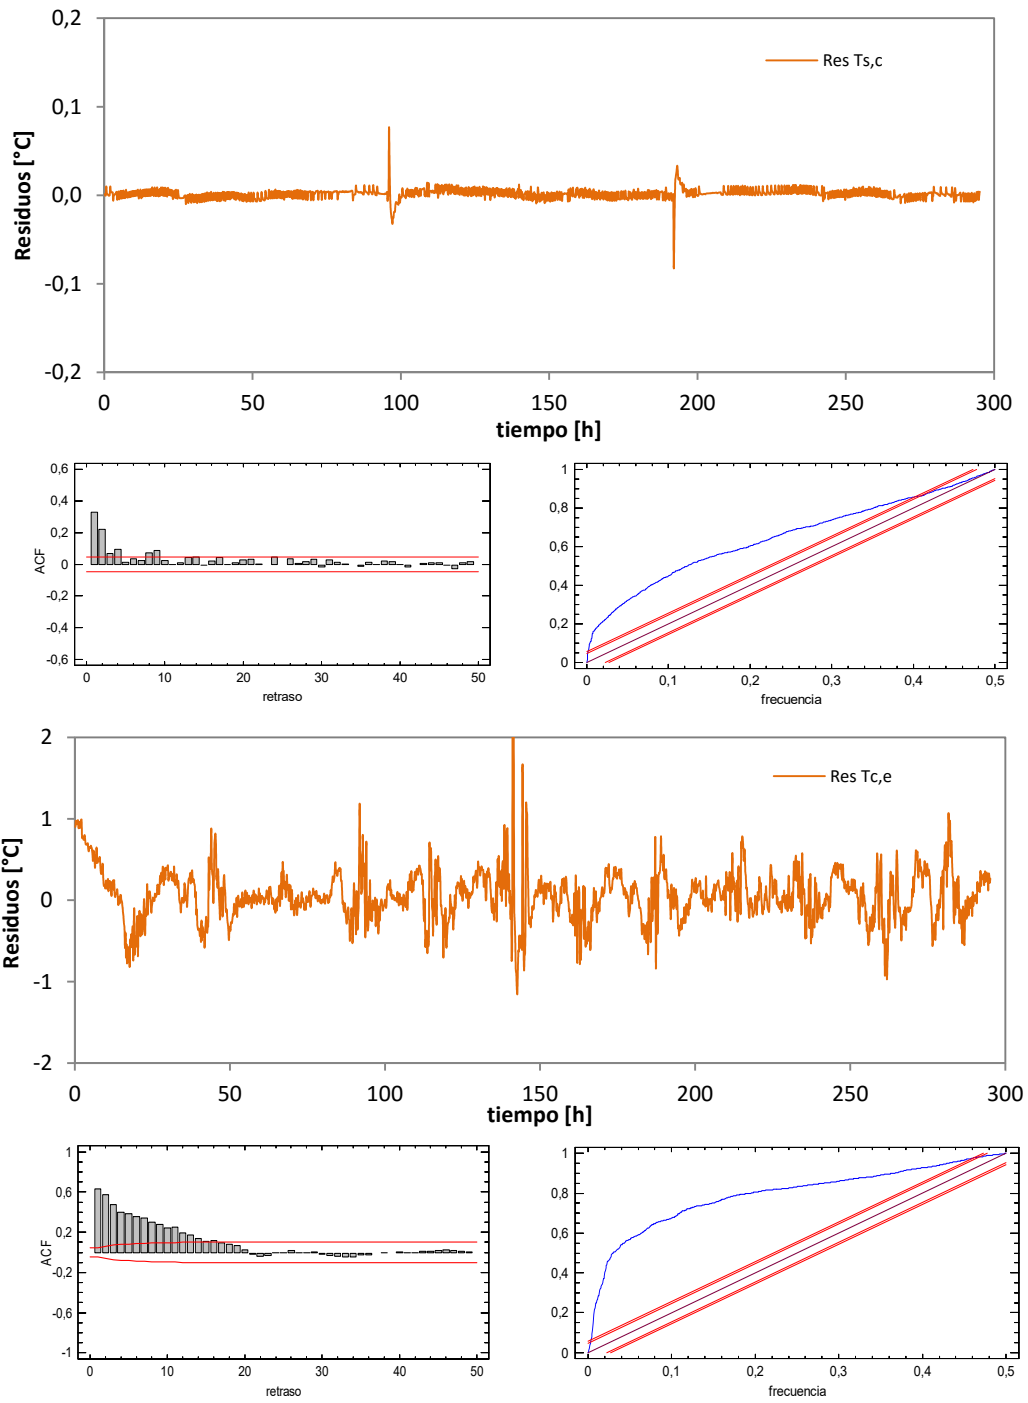 0,2
0,1
0,0
-0,1
-0,2
Residuos [°C]
Res Ts,c
0 50 100 150 200 250 300
tiempo [h]
0,6
0,4
0,2
0
-0,2
-0,4
-0,6
ACF
0 10 20 30 40 50
retraso
1
0,8
0,6
0,4
0,2
0
0 0,1 0,2 0,3 0,4 0,5
frecuencia
2
1
0
-1
-2
Residuos [°C]
Res Tc,e
0 50 100 150 200 250 300
tiempo [h]
1
0,6
0,2
-0,2
-0,6
-1
ACF
0 10 20 30 40 50
retraso
1
0,8
0,6
0,4
0,2
0
0 0,1 0,2 0,3 0,4 0,5
frecuencia